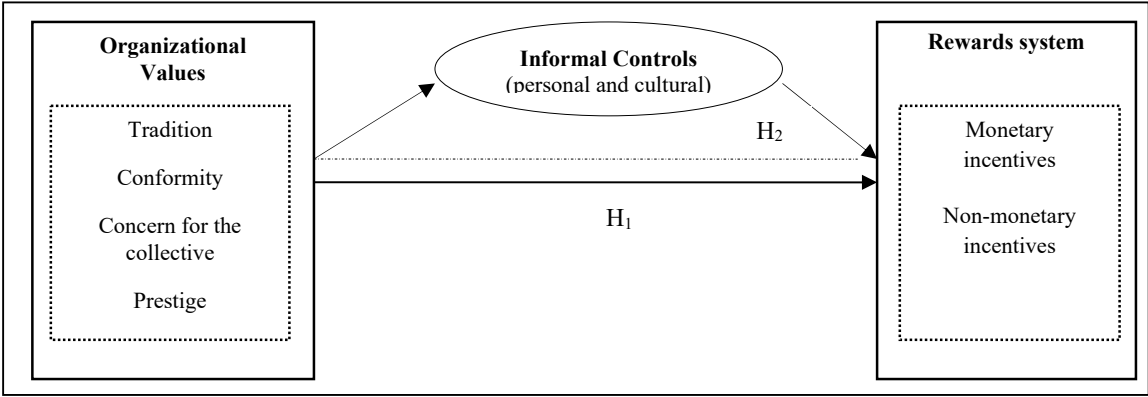 Organizational
Values
Tradition
Conformity
Concern for the
collective
Prestige
Informal Controls
(personal and cultural)
H₂
H₁
Rewards system
Monetary
incentives
Non-monetary
incentives